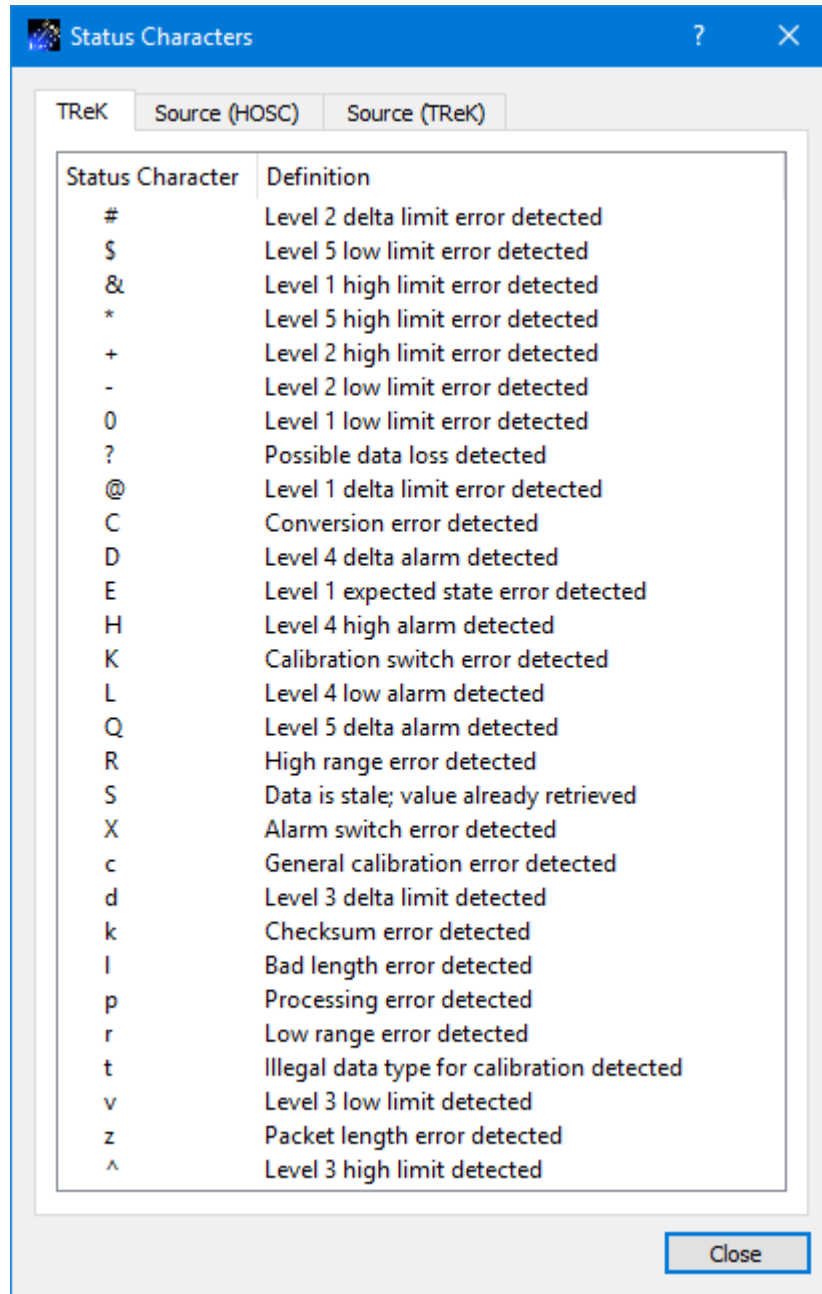 Status Characters ? ×
TReK Source (HOSC) Source (TReK)
Status Character Definition
# Level 2 delta limit error detected
$ Level 5 low limit error detected
& Level 1 high limit error detected
* Level 5 high limit error detected
+ Level 2 high limit error detected
- Level 2 low limit error detected
0 Level 1 low limit error detected
? Possible data loss detected
@ Level 1 delta limit error detected
C Conversion error detected
D Level 4 delta alarm detected
E Level 1 expected state error detected
H Level 4 high alarm detected
K Calibration switch error detected
L Level 4 low alarm detected
Q Level 5 delta alarm detected
R High range error detected
S Data is stale; value already retrieved
X Alarm switch error detected
c General calibration error detected
d Level 3 delta limit detected
k Checksum error detected
l Bad length error detected
p Processing error detected
r Low range error detected
t Illegal data type for calibration detected
v Level 3 low limit detected
z Packet length error detected
^ Level 3 high limit detected
Close